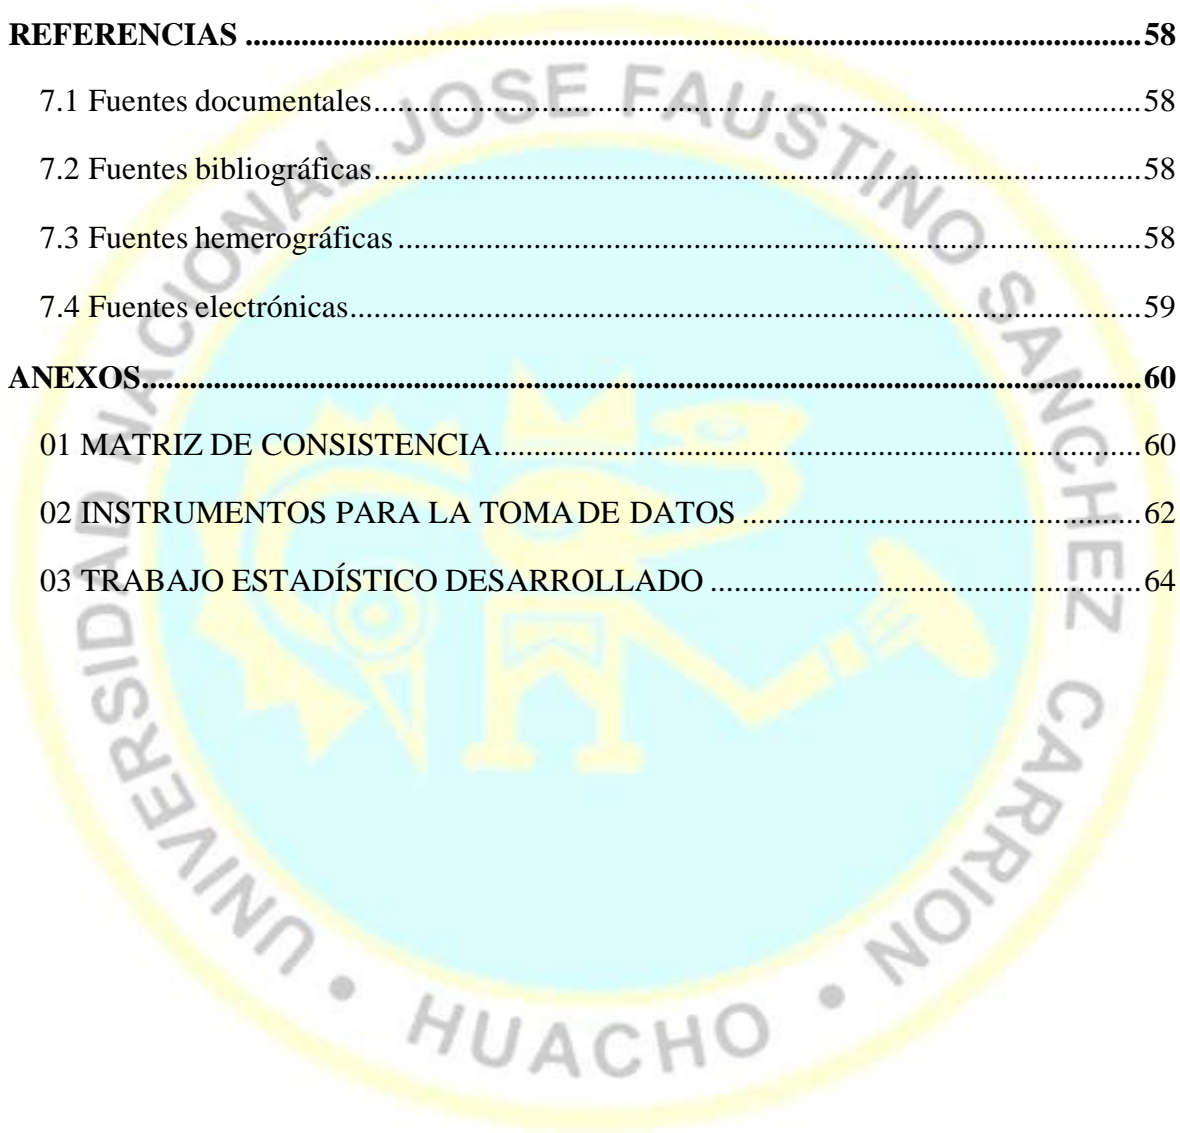 REFERENCIAS ........................................................................................................ 58
7.1 Fuentes documentales ........................................................................................ 58
7.2 Fuentes bibliográficas ........................................................................................ 58
7.3 Fuentes hemerográficas ..................................................................................... 58
7.4 Fuentes electrónicas ........................................................................................... 59
ANEXOS ................................................................................................................ 60
01 MATRIZ DE CONSISTENCIA ........................................................................... 60
02 INSTRUMENTOS PARA LA TOMA DE DATOS ............................................. 62
03 TRABAJO ESTADÍSTICO DESARROLLADO ................................................. 64
UNIVERSIDAD NACIONAL JOSE FAUSTINO SANCHEZ CARRION
• HUACHO •